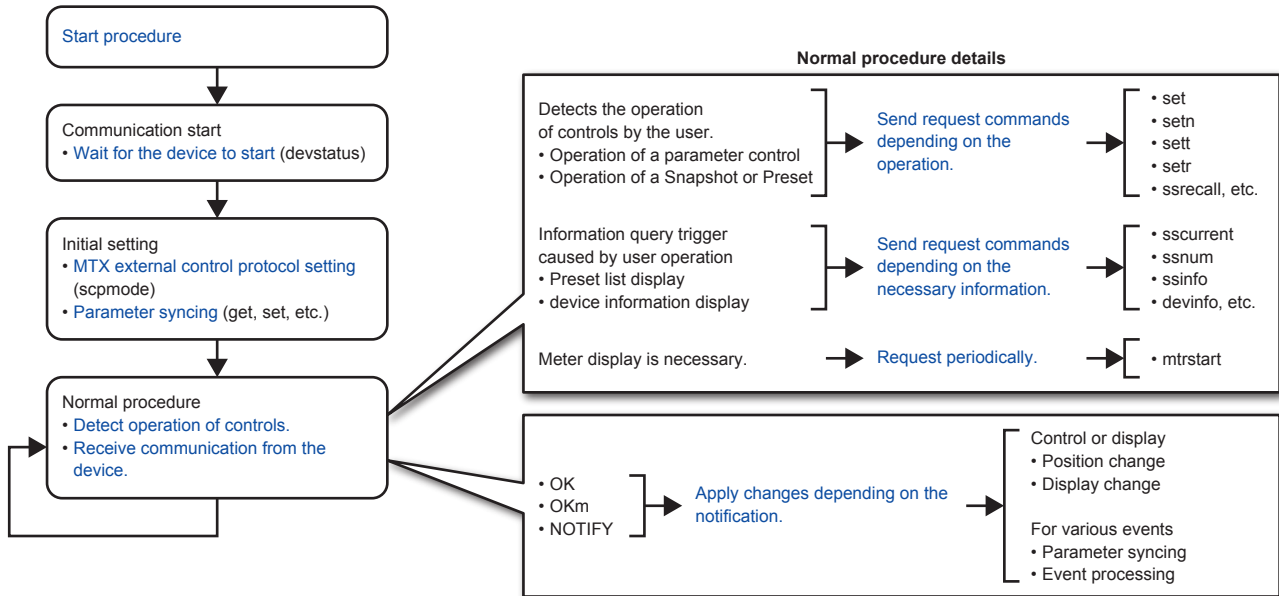 Start procedure
Communication start
• Wait for the device to start (devstatus)
Initial setting
• MTX external control protocol setting
(scpmode)
• Parameter syncing (get, set, etc.)
Normal procedure
• Detect operation of controls.
• Receive communication from the
device.
Normal procedure details
Detects the operation
of controls by the user.
• Operation of a parameter control
• Operation of a Snapshot or Preset
Send request commands
depending on the
operation.
• set
• setn
• sett
• setr
• ssrecall, etc.
Information query trigger
caused by user operation
• Preset list display
• device information display
Send request commands
depending on the
necessary information.
• sscurrent
• ssnum
• ssinfo
• devinfo, etc.
Meter display is necessary.
Request periodically.
• mtrstart
• OK
• OKm
• NOTIFY
Apply changes depending on the
notification.
Control or display
• Position change
• Display change
For various events
• Parameter syncing
• Event processing